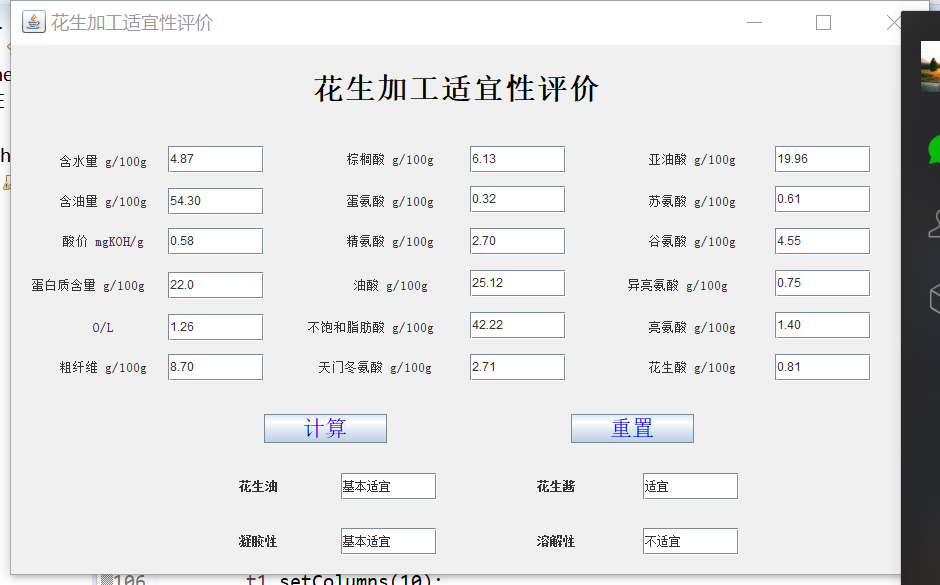 花生加工适宜性评价
花生加工适宜性评价
含水量 g/100g 4.87 棕榈酸 g/100g 6.13 亚油酸 g/100g 19.96
含油量 g/100g 54.30 蛋氨酸 g/100g 0.32 苏氨酸 g/100g 0.61
酸价 mgKOH/g 0.58 精氨酸 g/100g 2.70 谷氨酸 g/100g 4.55
蛋白质含量 g/100g 22.0 油酸 g/100g 25.12 异亮氨酸 g/100g 0.75
O/L 1.26 不饱和脂肪酸 g/100g 42.22 亮氨酸 g/100g 1.40
粗纤维 g/100g 8.70 天门冬氨酸 g/100g 2.71 花生酸 g/100g 0.81
计算 重置
花生油 基本适宜 花生酱 适宜
凝胶性 基本适宜 溶解性 不适宜
106 t1.setColumns(10);